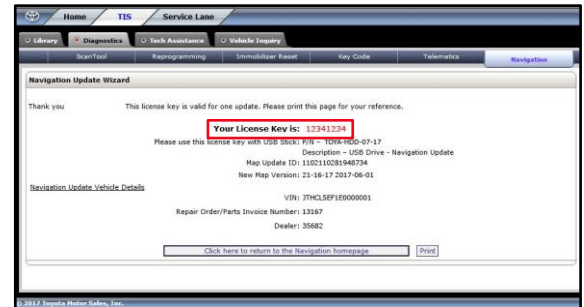 Home TIS Service Lane
Library Diagnostics Tech Assistance Vehicle Inquiry
ScanTool Reprogramming Immobilizer Reset Key Code Telematics Navigation
Navigation Update Wizard
Thank you This license key is valid for one update. Please print this page for your reference.
Your License Key is: 12341234
Please use this license key with USB Stick: P/N – TOYA-HDD-07-17
Description – USB Drive - Navigation Update
Map Update ID: 1102110281948734
New Map Version: 21-16-17 2017-06-01
Navigation Update Vehicle Details
VIN: JTHCL5EF1E0000001
Repair Order/Parts Invoice Number: 13167
Dealer: 35682
Click here to return to the Navigation homepage Print
© 2017 Toyota Motor Sales, Inc.